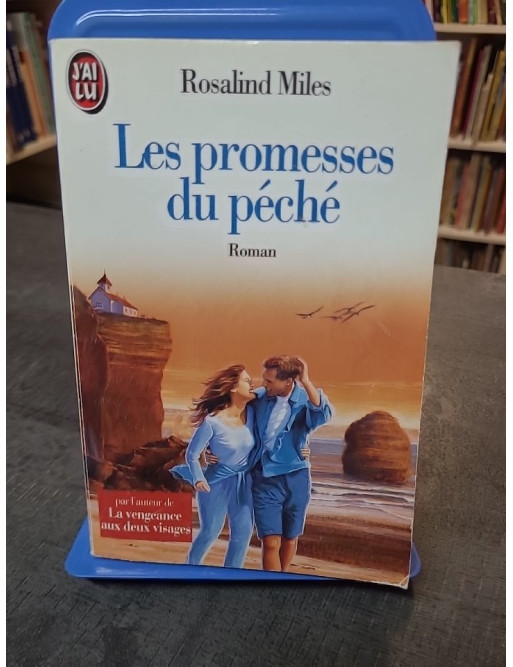 J'AI
LU
Rosalind Miles
Les promesses
du péché
Roman
par l'auteur de
La vengeance
aux deux visages